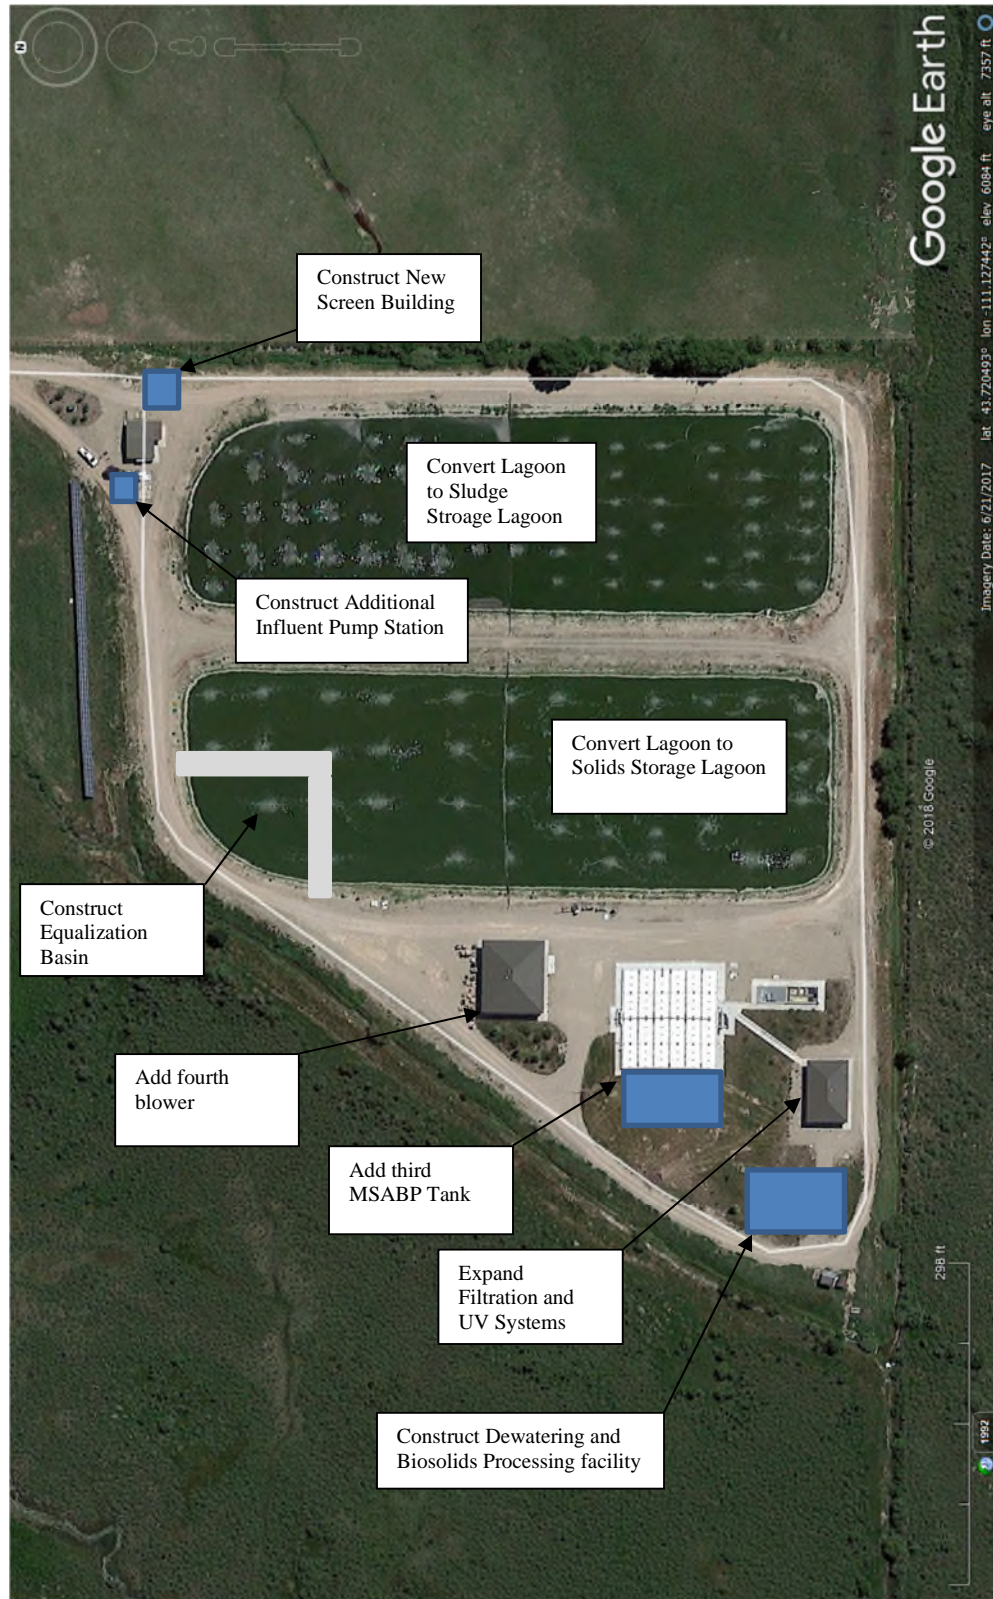 Construct New
Screen Building
Convert Lagoon
to Sludge
Stroage Lagoon
Construct Additional
Influent Pump Station
Convert Lagoon to
Solids Storage Lagoon
Construct
Equalization
Basin
Add fourth
blower
Add third
MSABP Tank
Expand
Filtration and
UV Systems
Construct Dewatering and
Biosolids Processing facility
Google Earth
© 2018 Google
298 ft
1992
Imagery Date: 6/21/2017 lat 43.720493° lon -111.127442° elev 6084 ft eye alt 7357 ft
N